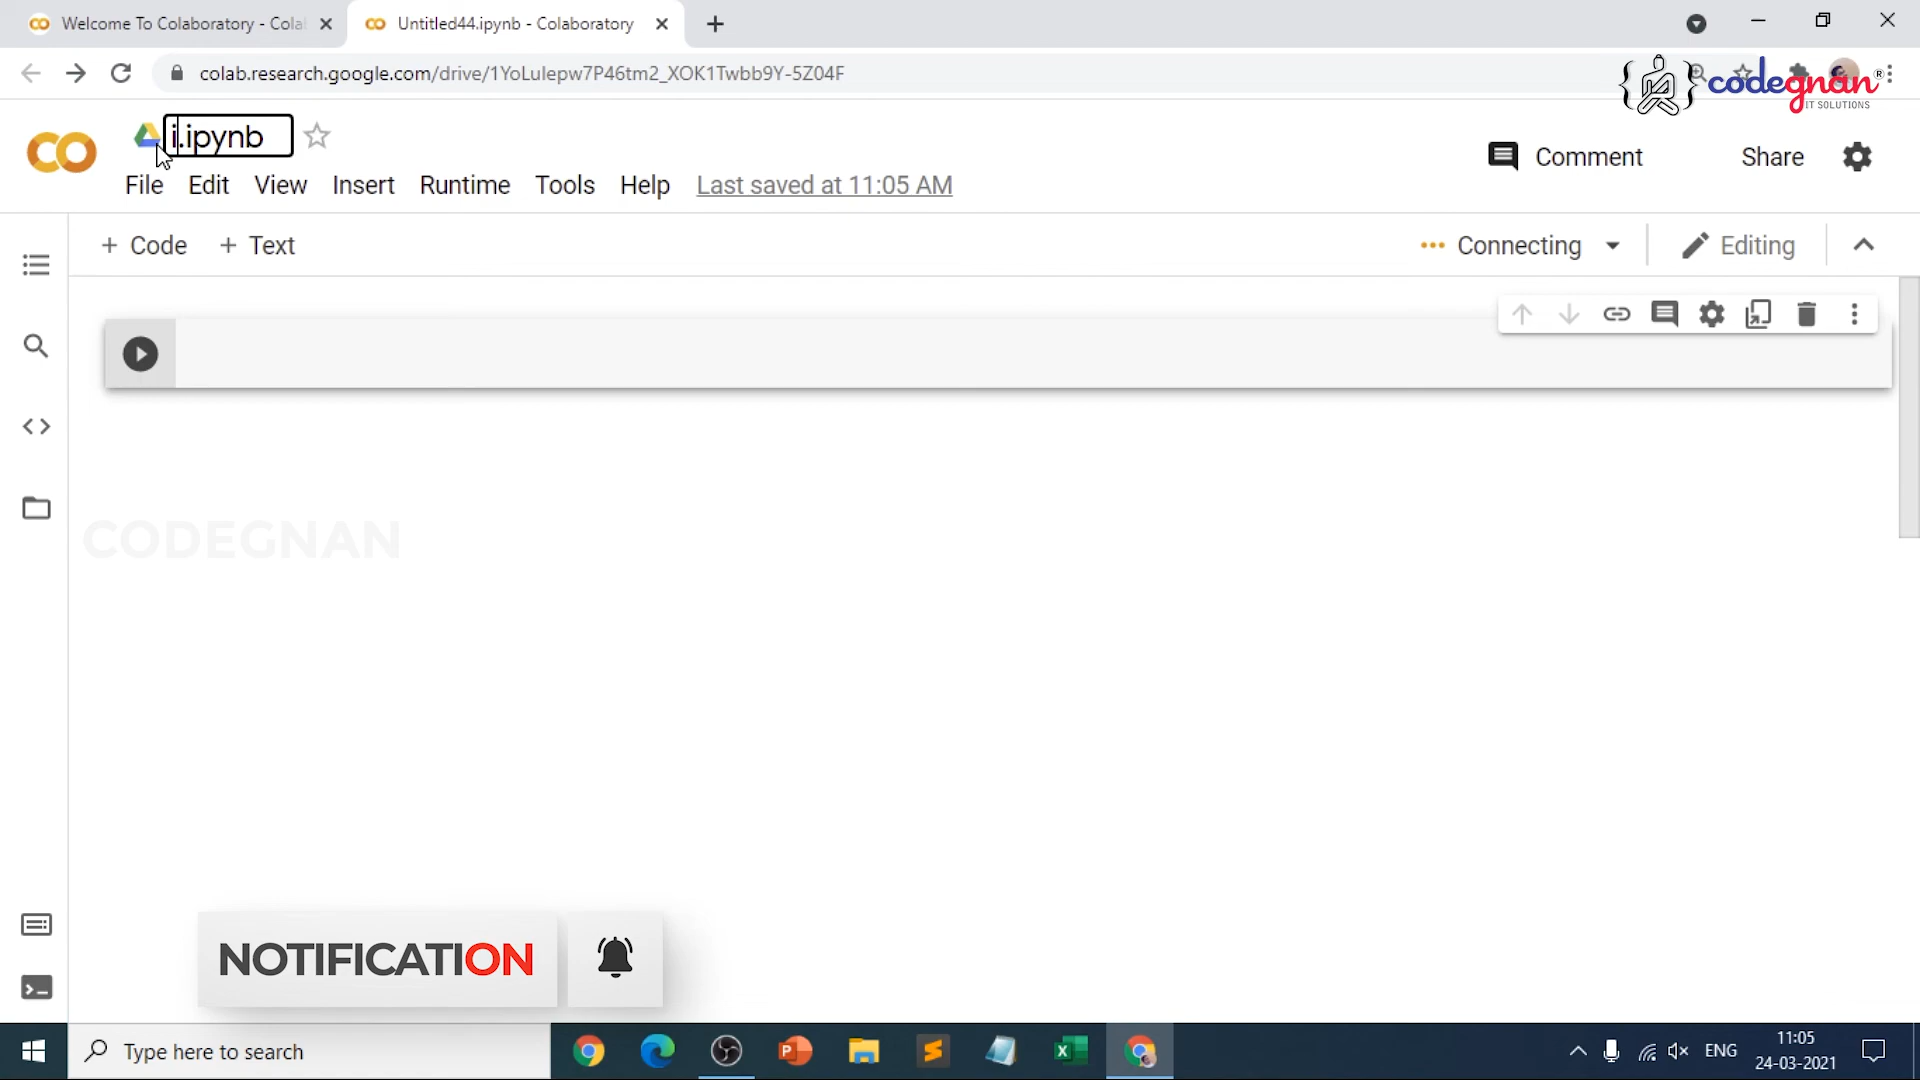 Welcome To Colaboratory - Cola
Untitled44.ipynb - Colaboratory
colab.research.google.com/drive/1YoLulepw7P46tm2_XOK1Twbb9Y-5Z04F
codegnan®
IT SOLUTIONS
i.ipynb
Comment
Share
File
Edit
View
Insert
Runtime
Tools
Help
Last saved at 11:05 AM
+ Code
+ Text
Connecting
Editing
CODEGNAN
NOTIFICATION
Type here to search
ENG
11:05
24-03-2021